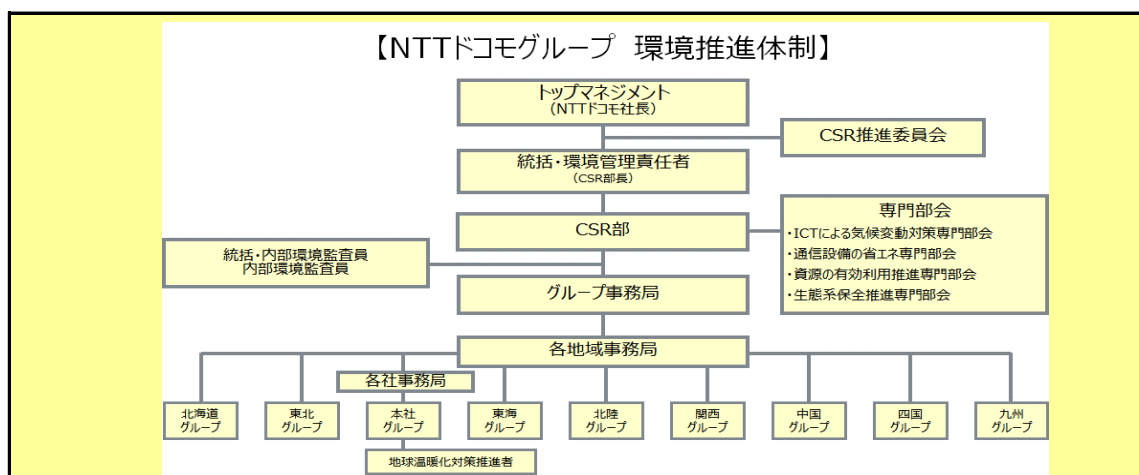 【NTTドコモグループ 環境推進体制】
トップマネジメント
(NTTドコモ社長)
CSR推進委員会
統括・環境管理責任者
(CSR部長)
CSR部
専門部会
・ICTによる気候変動対策専門部会
・通信設備の省エネ専門部会
・資源の有効利用推進専門部会
・生態系保全推進専門部会
統括・内部環境監査員
内部環境監査員
グループ事務局
各地域事務局
各社事務局
北海道
グループ
東北
グループ
本社
グループ
東海
グループ
北陸
グループ
関西
グループ
中国
グループ
四国
グループ
九州
グループ
地球温暖化対策推進者